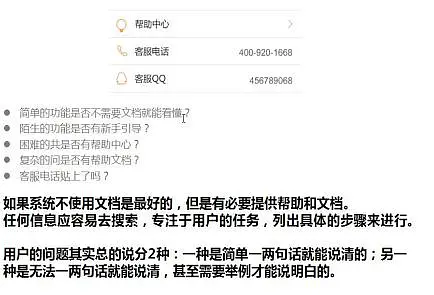 帮助中心
客服电话 400-920-1668
客服QQ 456789068
简单的功能是否不需要文档就能看懂？
陌生的功能是否有新手引导？
困难的共是否有帮助中心？
复杂的问是否有帮助文档？
客服电话贴上了吗？
如果系统不使用文档是最好的，但是有必要提供帮助和文档。
任何信息应容易去搜索，专注于用户的任务，列出具体的步骤来进行。
用户的问题其实总的说分2种：一种是简单一两句话就能说清的；另一
种是无法一两句话就能说清，甚至需要举例才能说明白的。